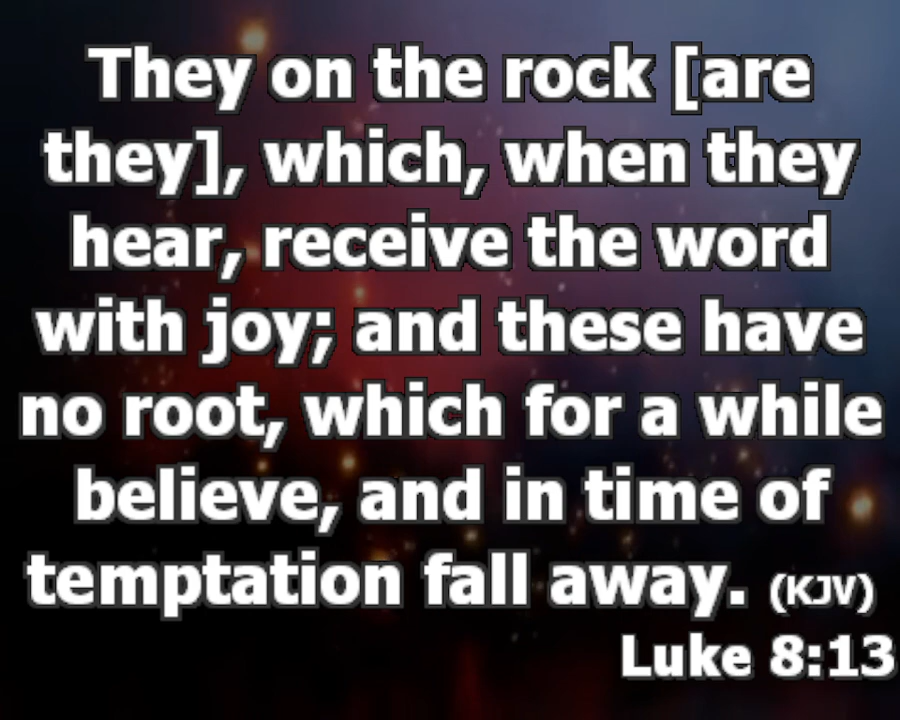 They on the rock [are
they], which, when they
hear, receive the word
with joy; and these have
no root, which for a while
believe, and in time of
temptation fall away. (KJV)
Luke 8:13